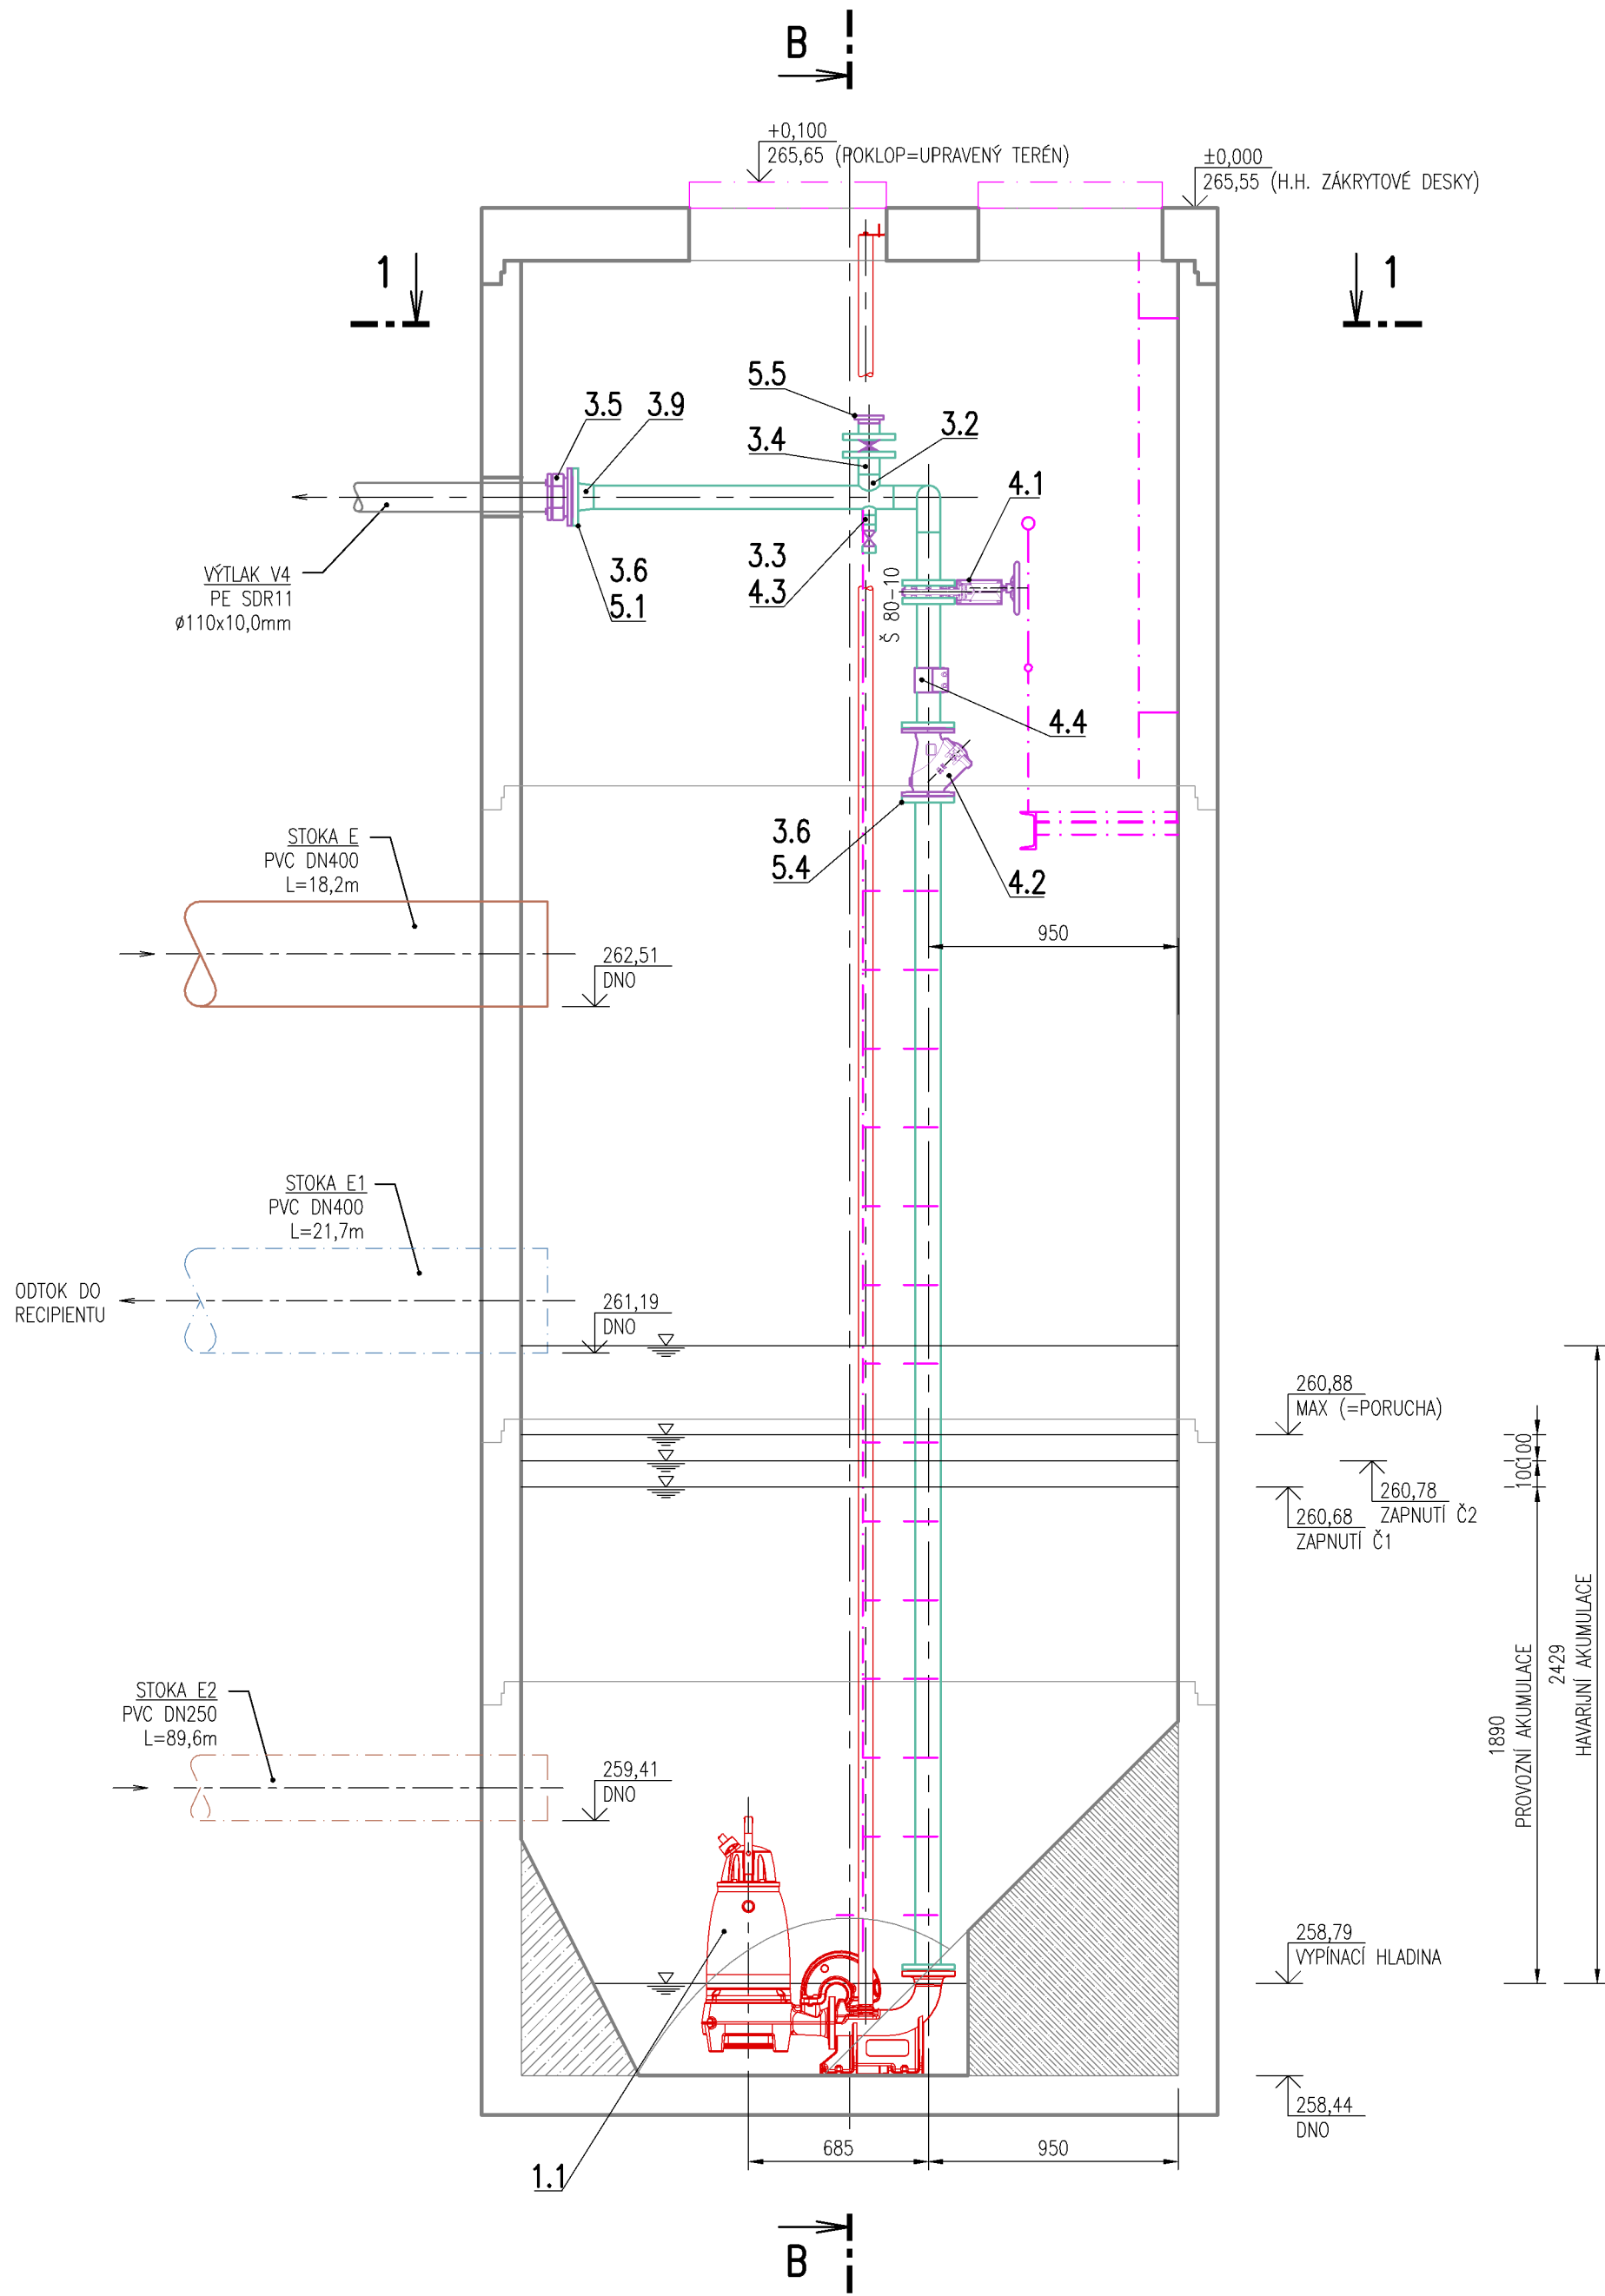 B
+0,100
265,65 (POKLOP=UPRAVENÝ TERÉN)
±0,000
265,55 (H.H. ZÁKRYTOVÉ DESKY)
1
1
5.5
3.5
3.9
3.4
3.2
4.1
VÝTLAK V4
PE SDR11
ø110x10,0mm
3.6
5.1
3.3
4.3
Š 80-10
4.4
3.6
5.4
4.2
STOKA E
PVC DN400
L=18,2m
950
262,51
DNO
STOKA E1
PVC DN400
L=21,7m
ODTOK DO
RECIPIENTU
261,19
DNO
260,88
MAX (=PORUCHA)
100
100
260,78
ZAPNUTÍ Č2
260,68
ZAPNUTÍ Č1
1890
PROVOZNÍ AKUMULACE
2429
HAVARIJNÍ AKUMULACE
STOKA E2
PVC DN250
L=89,6m
259,41
DNO
258,79
VYPÍNACÍ HLADINA
258,44
DNO
685
950
1.1
B